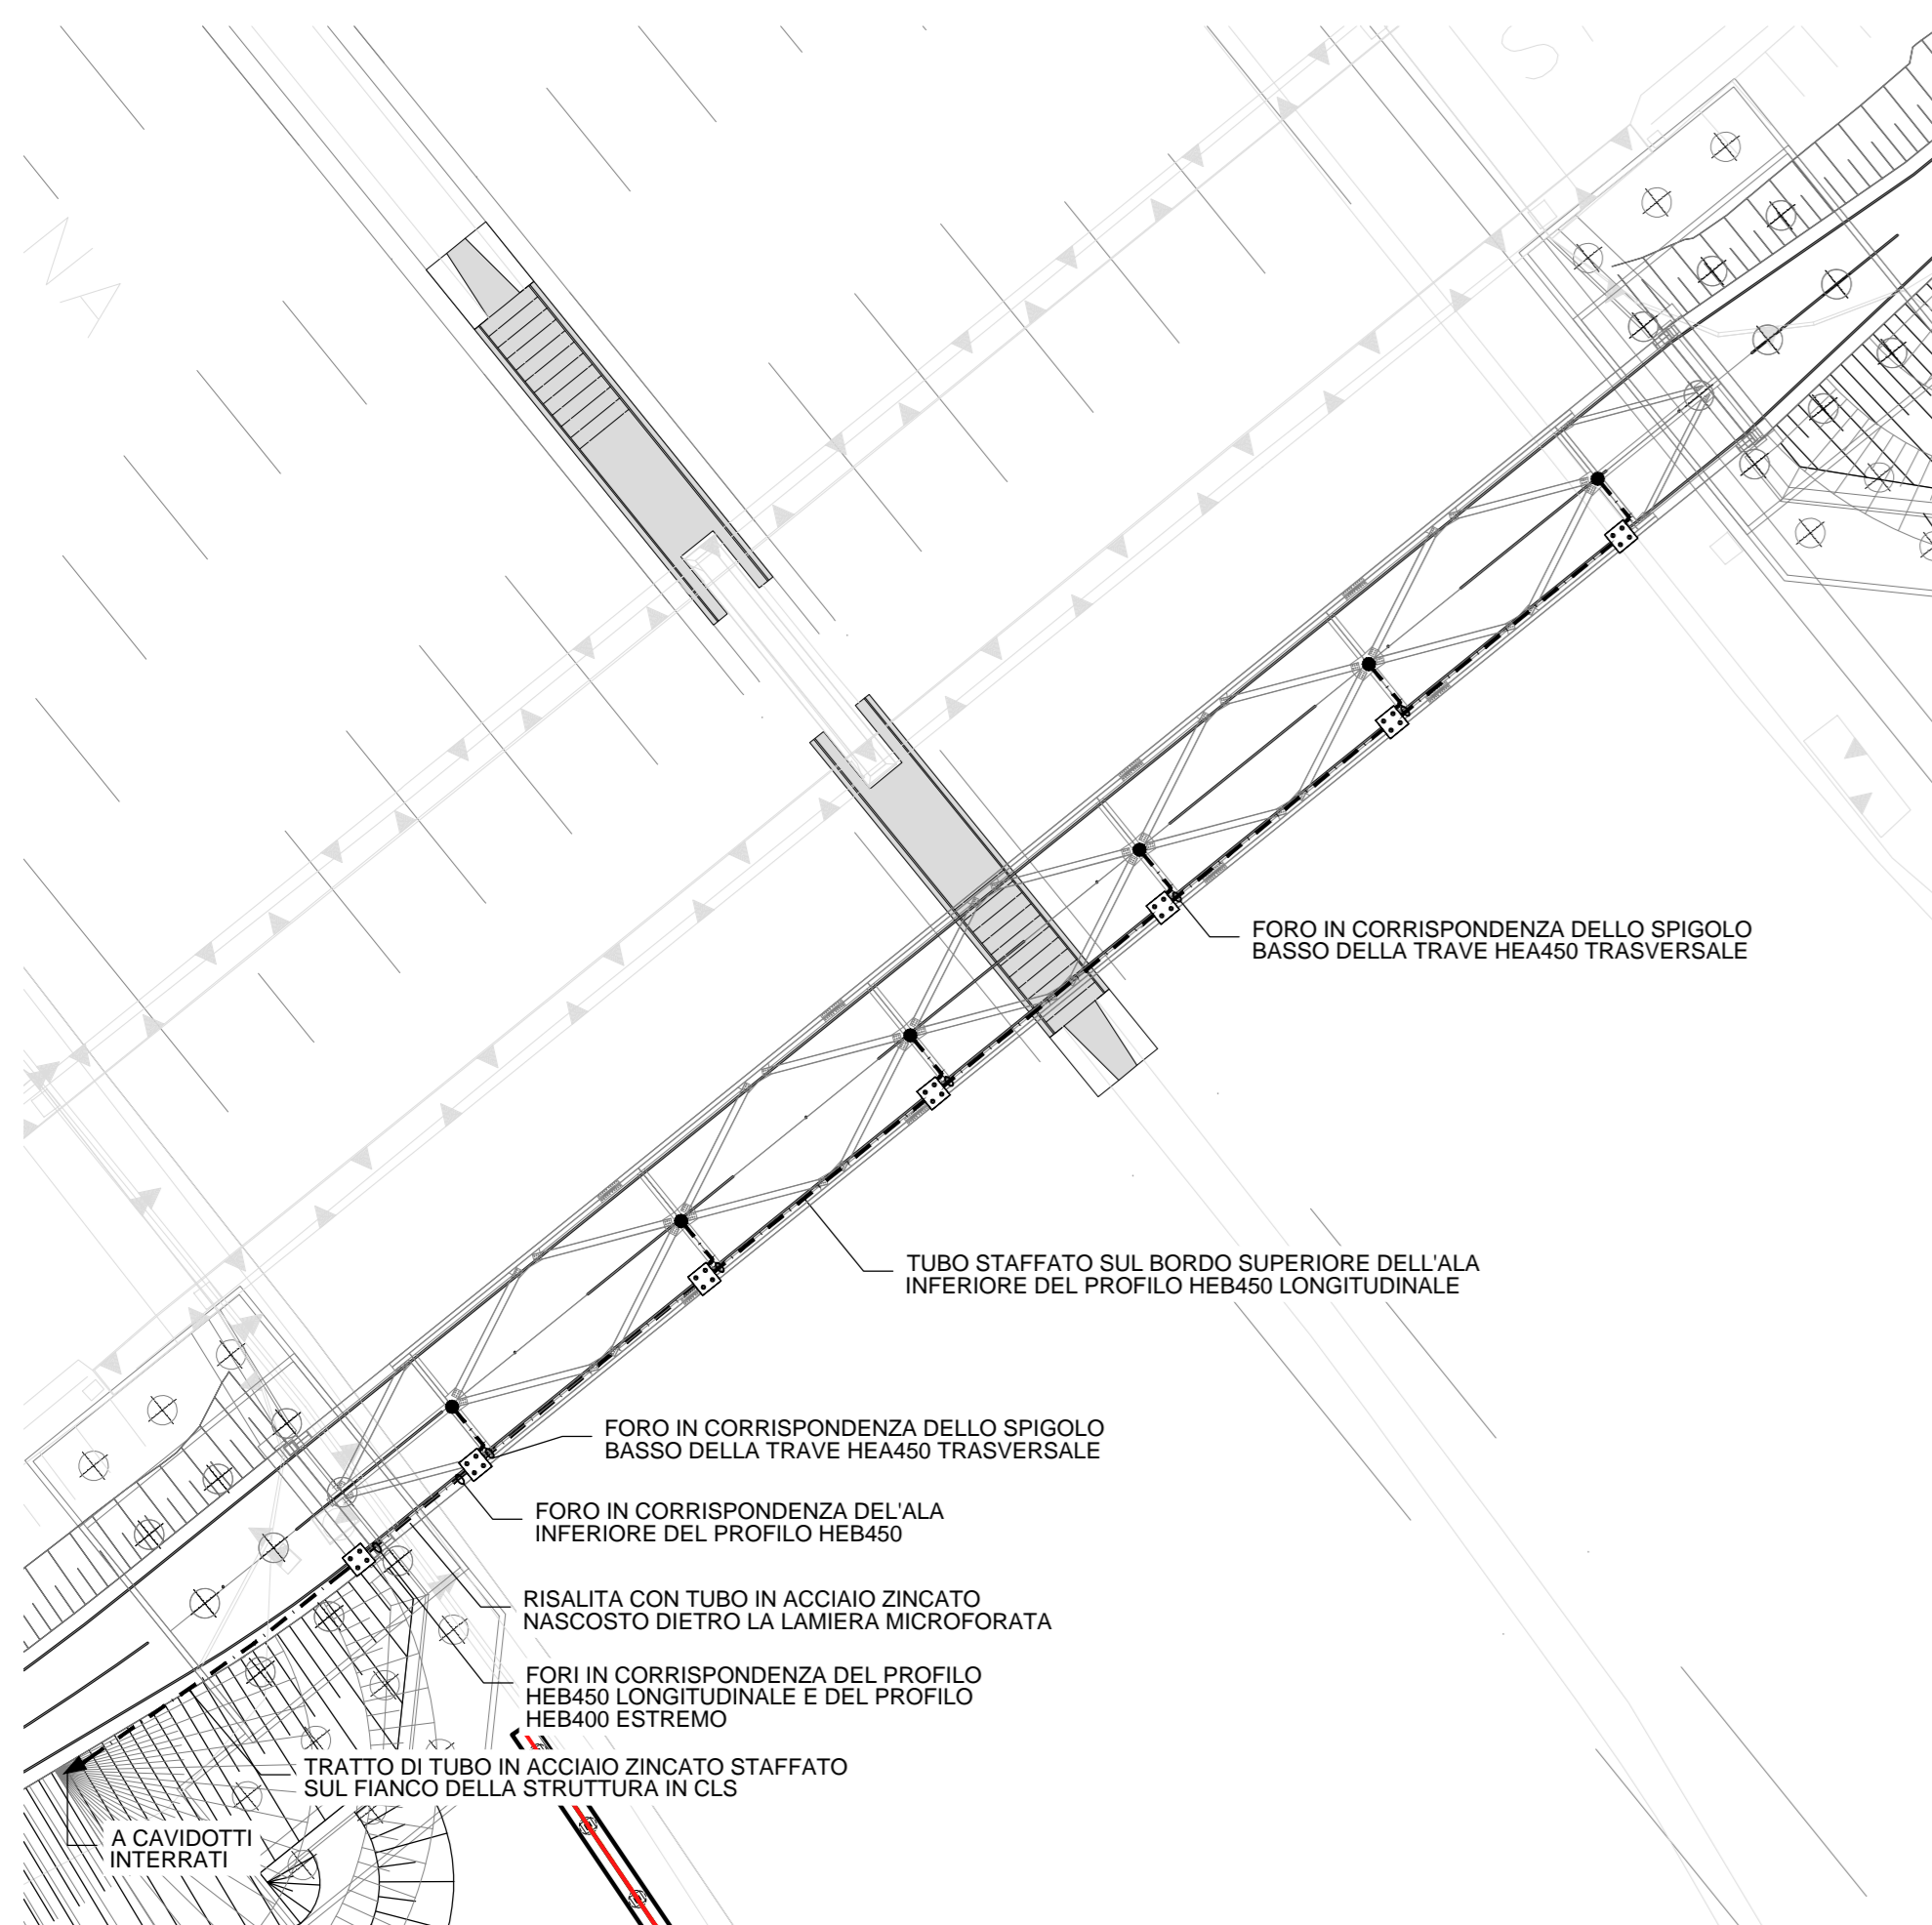 S
N
A
FORO IN CORRISPONDENZA DELLO SPIGOLO
BASSO DELLA TRAVE HEA450 TRASVERSALE
TUBO STAFFATO SUL BORDO SUPERIORE DELL'ALA
INFERIORE DEL PROFILO HEB450 LONGITUDINALE
FORO IN CORRISPONDENZA DELLO SPIGOLO
BASSO DELLA TRAVE HEA450 TRASVERSALE
FORO IN CORRISPONDENZA DEL'ALA
INFERIORE DEL PROFILO HEB450
RISALITA CON TUBO IN ACCIAIO ZINCATO
NASCOSTO DIETRO LA LAMIERA MICROFORATA
FORI IN CORRISPONDENZA DEL PROFILO
HEB450 LONGITUDINALE E DEL PROFILO
HEB400 ESTREMO
TRATTO DI TUBO IN ACCIAIO ZINCATO STAFFATO
SUL FIANCO DELLA STRUTTURA IN CLS
A CAVIDOTTI
INTERRATI